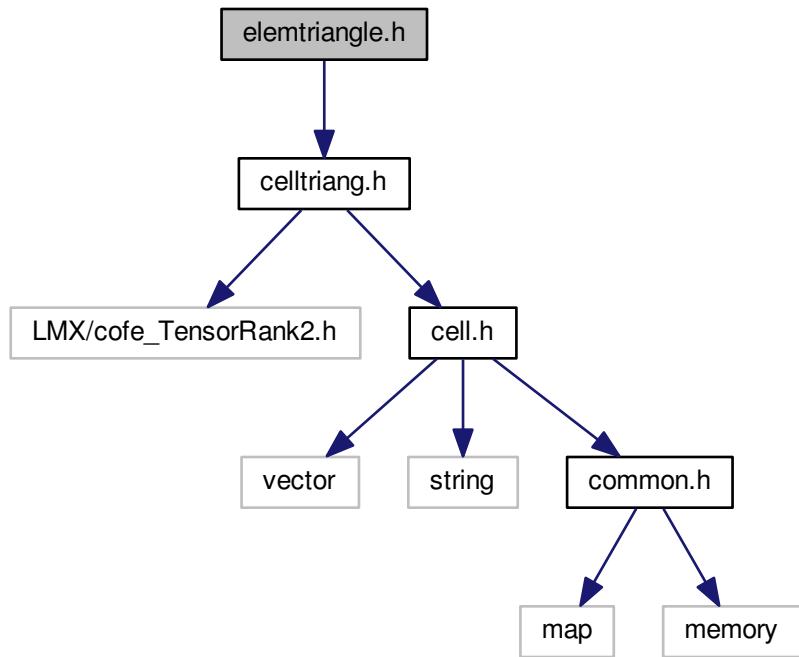 elemtriangle.h
celltriang.h
LMX/cofe_TensorRank2.h
cell.h
vector
string
common.h
map
memory